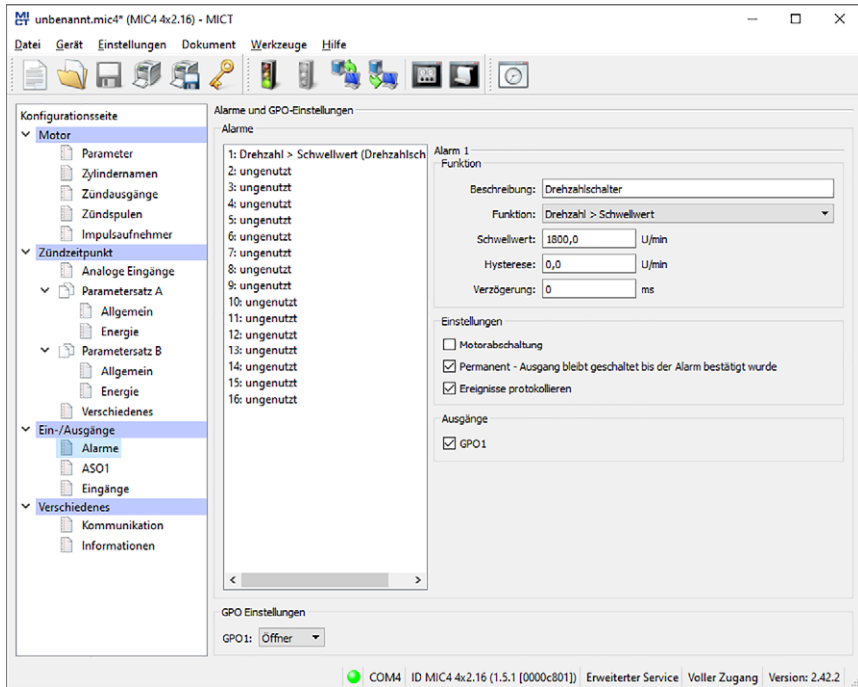 unbenannt.mic4* (MIC4 4x2.16) - MICT
Datei Gerät Einstellungen Dokument Werkzeuge Hilfe
Konfigurationsseite
Motor
Parameter
Zylindernamen
Zündausgänge
Zündspulen
Impulsaufnehmer
Zündzeitpunkt
Analoge Eingänge
Parametersatz A
Allgemein
Energie
Parametersatz B
Allgemein
Energie
Verschiedenes
Ein-/Ausgänge
Alarme
ASO1
Eingänge
Verschiedenes
Kommunikation
Informationen
Alarme und GPO-Einstellungen
Alarme
1: Drehzahl > Schwellwert (Drehzahlsch
2: ungenutzt
3: ungenutzt
4: ungenutzt
5: ungenutzt
6: ungenutzt
7: ungenutzt
8: ungenutzt
9: ungenutzt
10: ungenutzt
11: ungenutzt
12: ungenutzt
13: ungenutzt
14: ungenutzt
15: ungenutzt
16: ungenutzt
Alarm 1
Funktion
Beschreibung: Drehzahlschalter
Funktion: Drehzahl > Schwellwert
Schwellwert: 1800,0 U/min
Hysterese: 0,0 U/min
Verzögerung: 0 ms
Einstellungen
Motorabschaltung
Permanent - Ausgang bleibt geschaltet bis der Alarm bestätigt wurde
Ereignisse protokollieren
Ausgänge
GPO1
GPO Einstellungen
GPO1: Öffner
COM4 ID MIC4 4x2.16 (1.5.1 [0000c801]) Erweiterter Service Voller Zugang Version: 2.42.2